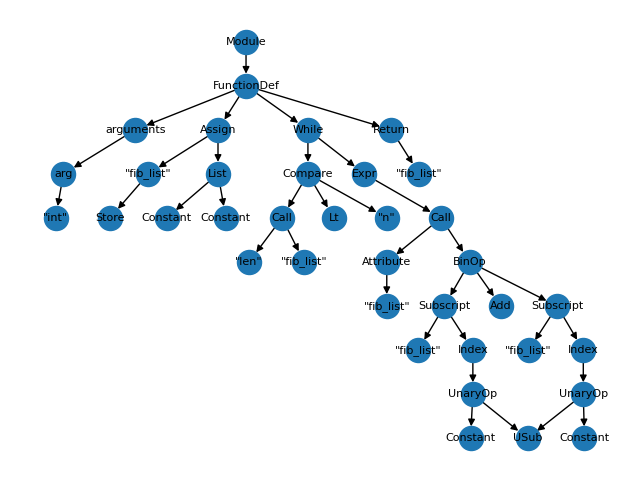 Module
FunctionDef
arguments Assign While Return
arg "fib_list" List Compare Expr "fib_list"
"int" Store Constant Constant Call Lt "n" Call
"len" "fib_list" Attribute BinOp
"fib_list" Subscript Add Subscript
"fib_list" Index "fib_list" Index
UnaryOp UnaryOp
Constant USub Constant